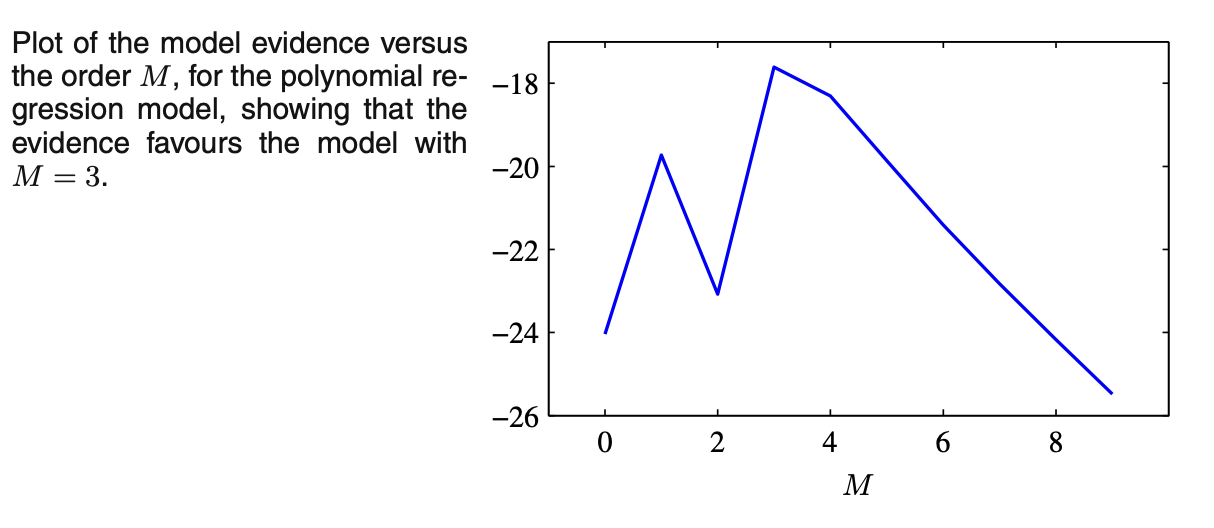 Plot of the model evidence versus
the order M, for the polynomial re-
gression model, showing that the
evidence favours the model with
M = 3.
−18
−20
−22
−24
−26
0 2 4 6 8
M